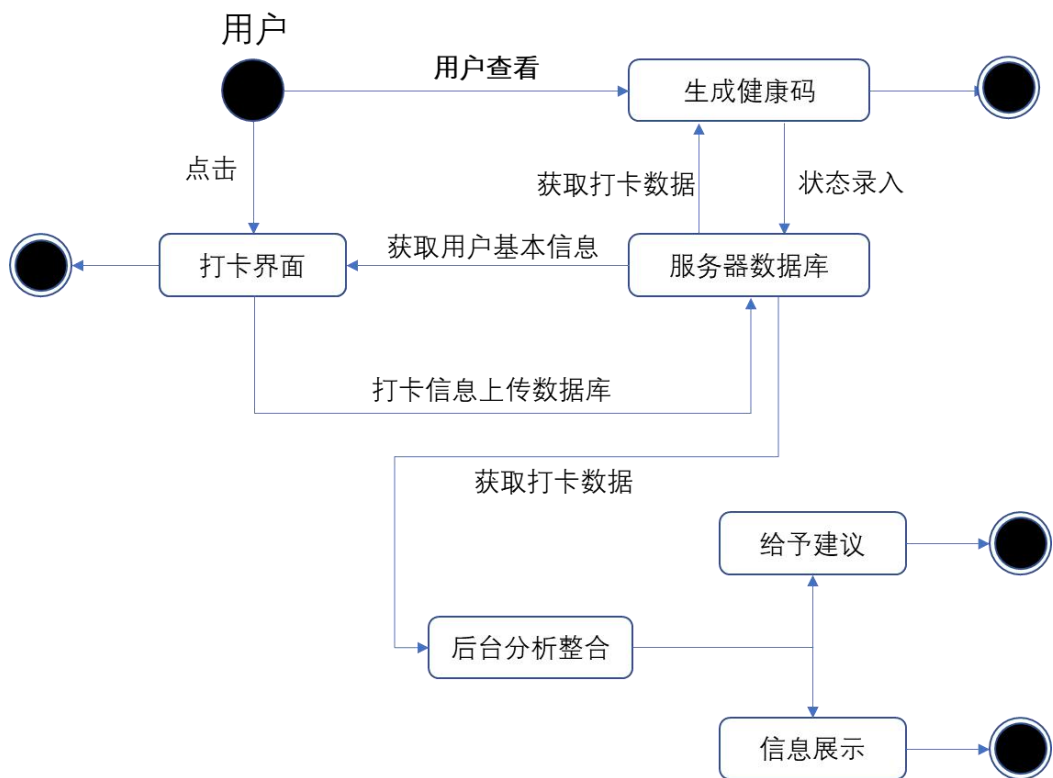 用户
用户查看
生成健康码
点击
获取打卡数据
状态录入
打卡界面
获取用户基本信息
服务器数据库
打卡信息上传数据库
获取打卡数据
给予建议
后台分析整合
信息展示